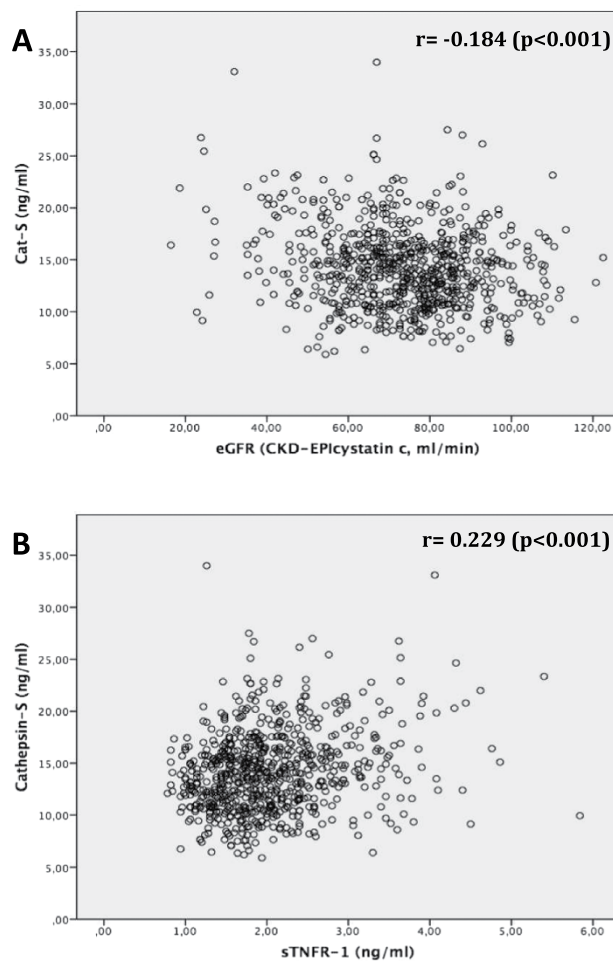 A
r= -0.184 (p<0.001)
Cat-S (ng/ml)
35,00
30,00
25,00
20,00
15,00
10,00
5,00
,00
,00 20,00 40,00 60,00 80,00 100,00 120,00
eGFR (CKD-EPIcystatin c, ml/min)
B
r= 0.229 (p<0.001)
Cathepsin-S (ng/ml)
35,00
30,00
25,00
20,00
15,00
10,00
5,00
,00
,00 1,00 2,00 3,00 4,00 5,00 6,00
sTNFR-1 (ng/ml)